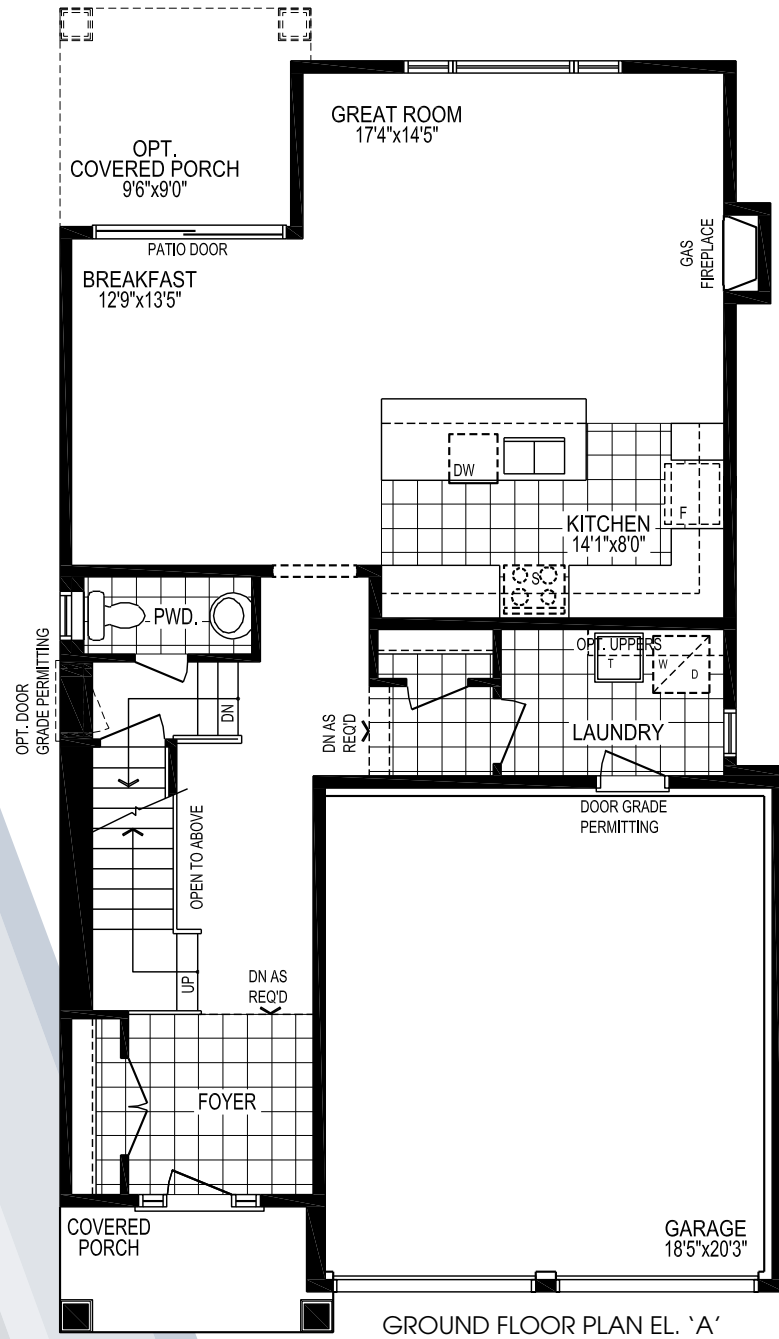 GREAT ROOM
17'4"x14'5"
OPT.
COVERED PORCH
9'6"x9'0"
PATIO DOOR
GAS
FIREPLACE
BREAKFAST
12'9"x13'5"
DW
F
KITCHEN
14'1"x8'0"
S
PWD.
OPT. UPPERS
T
W
D
OPT. DOOR
GRADE PERMITTING
DN
DN AS
REQ'D
LAUNDRY
DOOR GRADE
PERMITTING
OPEN TO ABOVE
UP
DN AS
REQ'D
FOYER
COVERED
PORCH
GARAGE
18'5"x20'3"
GROUND FLOOR PLAN EL. ‘A’